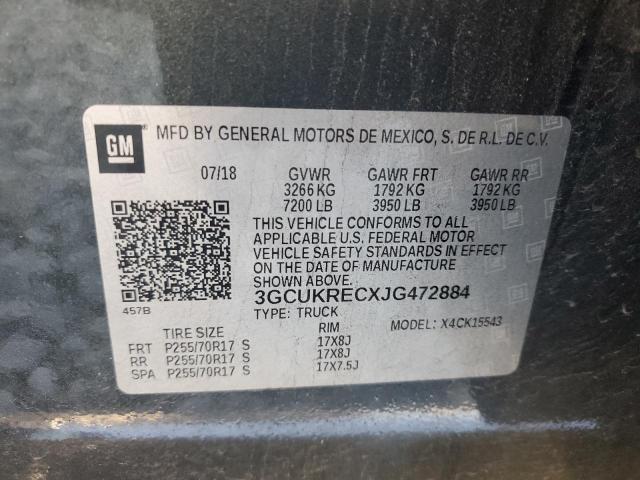 GM ® MFD BY GENERAL MOTORS DE MEXICO, S. DE R.L. DE C.V.
07/18 GVWR GAWR FRT GAWR RR
3266 KG 1792 KG 1792 KG
7200 LB 3950 LB 3950 LB
THIS VEHICLE CONFORMS TO ALL
APPLICABLE U.S. FEDERAL MOTOR
VEHICLE SAFETY STANDARDS IN EFFECT
ON THE DATE OF MANUFACTURE
SHOWN ABOVE.
3GCUKRECXJG472884
457B
TYPE: TRUCK MODEL: X4CK15543
TIRE SIZE RIM
FRT P255/70R17 S 17X8J
RR P255/70R17 S 17X8J
SPA P255/70R17 S 17X7.5J